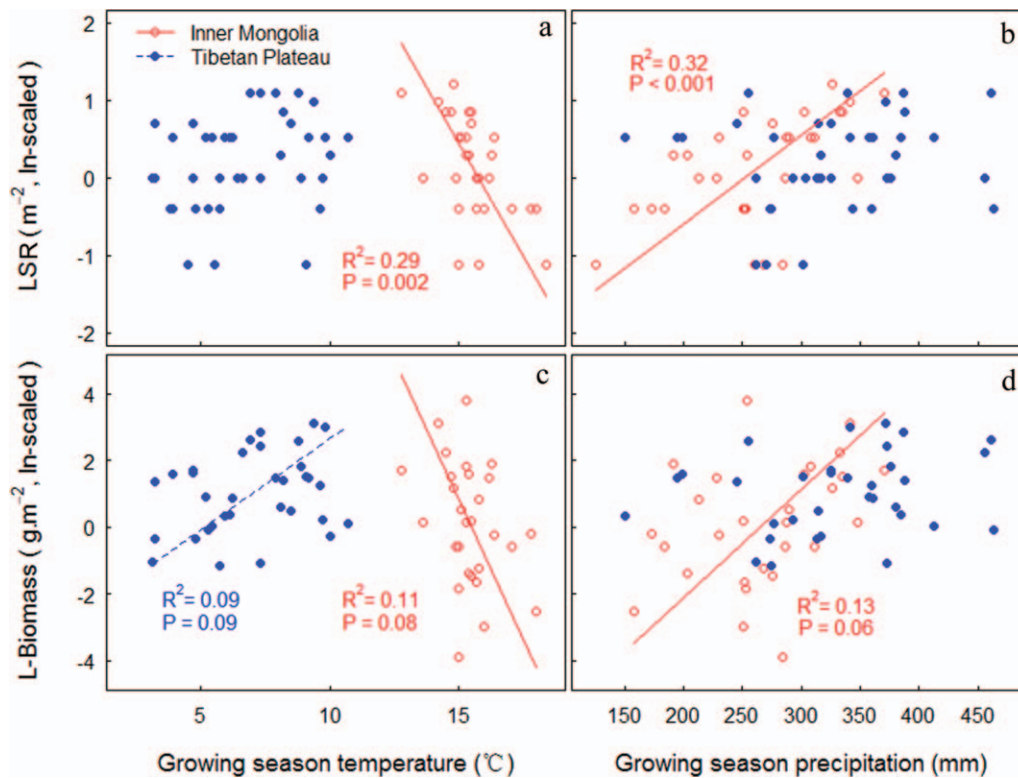 a
b
Inner Mongolia
Tibetan Plateau
R² = 0.32
P < 0.001
R² = 0.29
P = 0.002
2
1
0
-1
-2
LSR ( m⁻², ln-scaled )
c
d
R² = 0.09
P = 0.09
R² = 0.11
P = 0.08
R² = 0.13
P = 0.06
4
2
0
-2
-4
L-Biomass ( g.m⁻², ln-scaled )
5 10 15
150 200 250 300 350 400 450
Growing season temperature (℃)
Growing season precipitation (mm)